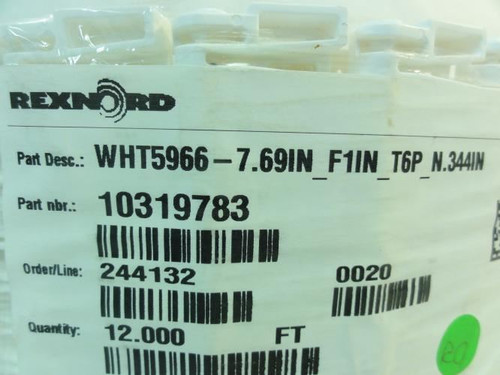 REXNORD
Part Desc.: WHT5966-7.69IN_F1IN_T6P_N.344IN
Part nbr.: 10319783
Order/Line: 244132 0020
Quantity: 12.000 FT